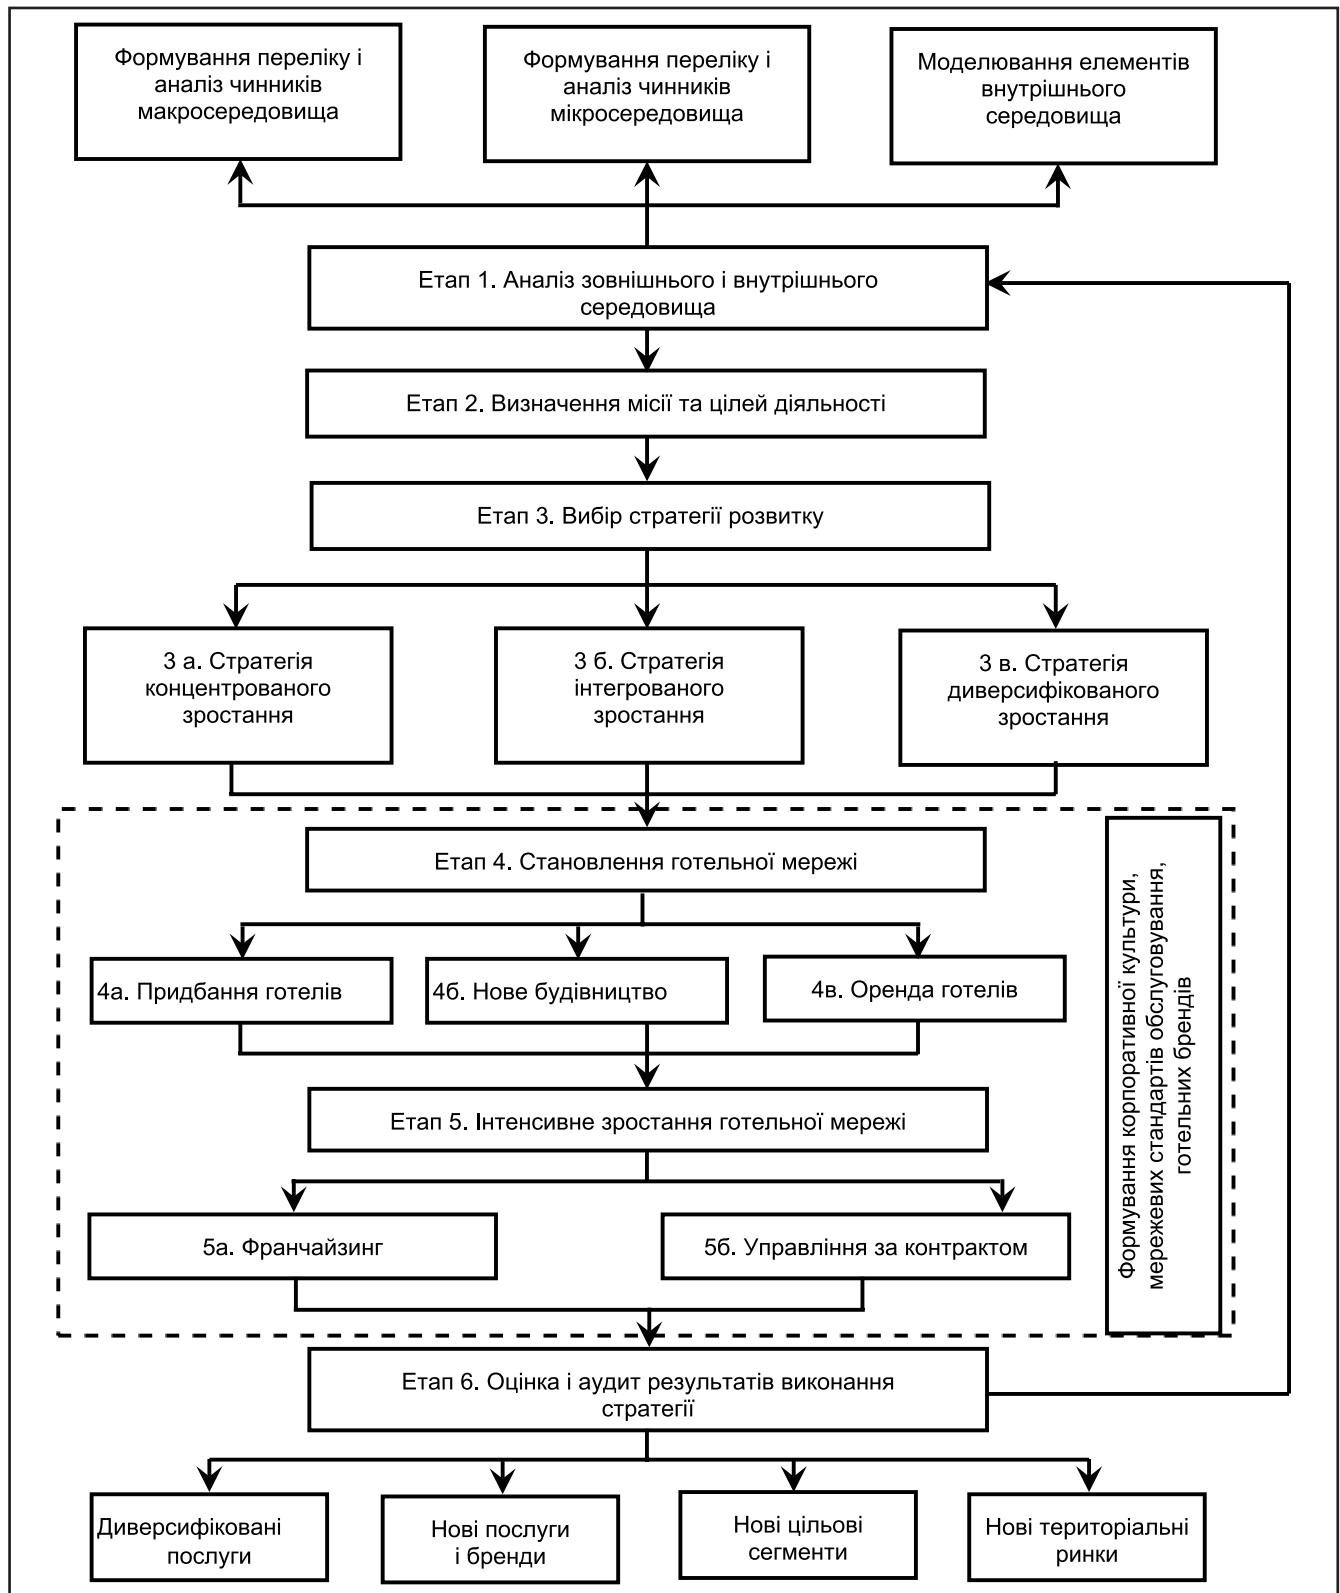 Формування переліку і
аналіз чинників
макросередовища
Формування переліку і
аналіз чинників
мікросередовища
Моделювання елементів
внутрішнього
середовища
Етап 1. Аналіз зовнішнього і внутрішнього
середовища
Етап 2. Визначення місії та цілей діяльності
Етап 3. Вибір стратегії розвитку
3 а. Стратегія
концентрованого
зростання
3 б. Стратегія
інтегрованого
зростання
3 в. Стратегія
диверсифікованого
зростання
Етап 4. Становлення готельної мережі
4а. Придбання готелів
4б. Нове будівництво
4в. Оренда готелів
Етап 5. Інтенсивне зростання готельної мережі
5а. Франчайзинг
5б. Управління за контрактом
Формування корпоративної культури,
мережевих стандартів обслуговування,
готельних брендів
Етап 6. Оцінка і аудит результатів виконання
стратегії
Диверсифіковані
послуги
Нові послуги
і бренди
Нові цільові
сегменти
Нові територіальні
ринки